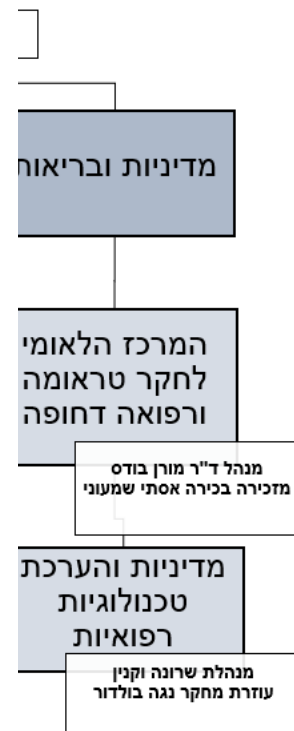 מדיניות ובריאות
המרכז הלאומי
לחקר טראומה
ורפואה דחופה
מנהל ד"ר מורן בודס
מזכירה בכירה אסתי שמעוני
מדיניות והערכת
טכנולוגיות
רפואיות
מנהלת שרונה וקנין
עוזרת מחקר נגה בולדור